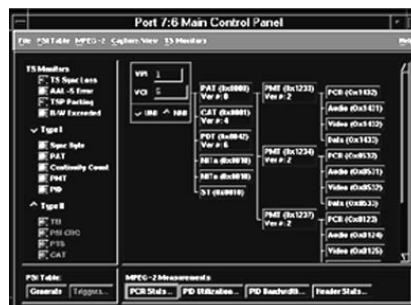 Port 7:6 Main Control Panel
File PSI Table MPEG-2 Capture/View TS Monitors Help
TS Monitors
TS Sync Loss
AAL-5 Error
TSP Packing
B/W Exceeded
Type I
Sync Byte
PAT
Continuity Count
PMT
PID
Type II
TEI
PSI CRC
PTS
CAT
VPI 1
VCI 5
UNI NNI
PAT (0x0000)
Ver #: 0
CAT (0x0001)
Ver #: 4
PDT (0x0042)
Ver #: 6
NITa (0x0010)
NITo (0x0010)
ST (0x0010)
PMT (0x1233)
Ver #: 2
PMT (0x1234)
Ver #: 2
PMT (0x1237)
Ver #: 2
PCR (0x1432)
Audio (0x1431)
Video (0x1432)
Data (0x1433)
PCR (0x0532)
Audio (0x0531)
Video (0x0532)
Data (0x0533)
PCR (0x0123)
Audio (0x0124)
Video (0x0125)
PSI Table:
Generate Triggers...
MPEG-2 Measurements
PCR Stats... PID Utilization... PID Bandwidth... Header Stats...